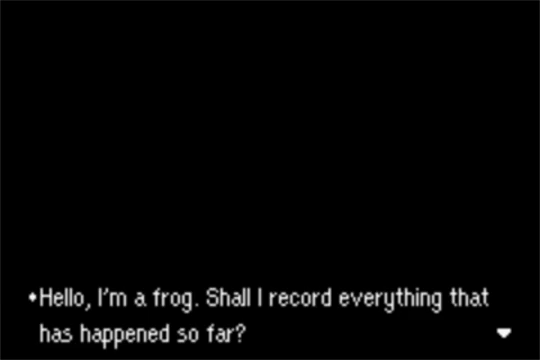 •Hello, I'm a frog. Shall I record everything that
has happened so far?